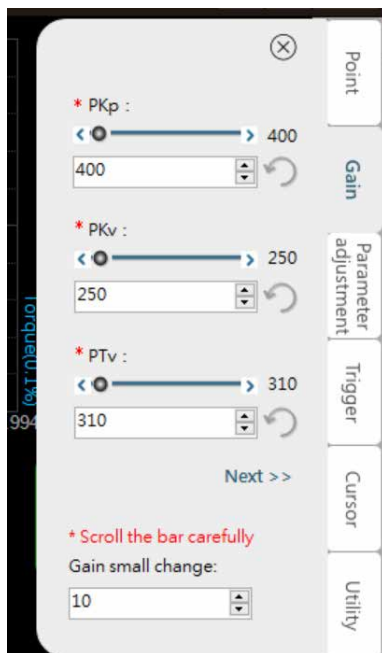 * PKp :
400
400
* PKv :
250
250
* PTv :
310
310
Next >>
* Scroll the bar carefully
Gain small change:
10
Point
Gain
Parameter
adjustment
Trigger
Cursor
Utility
Torque(0.1%)
.994